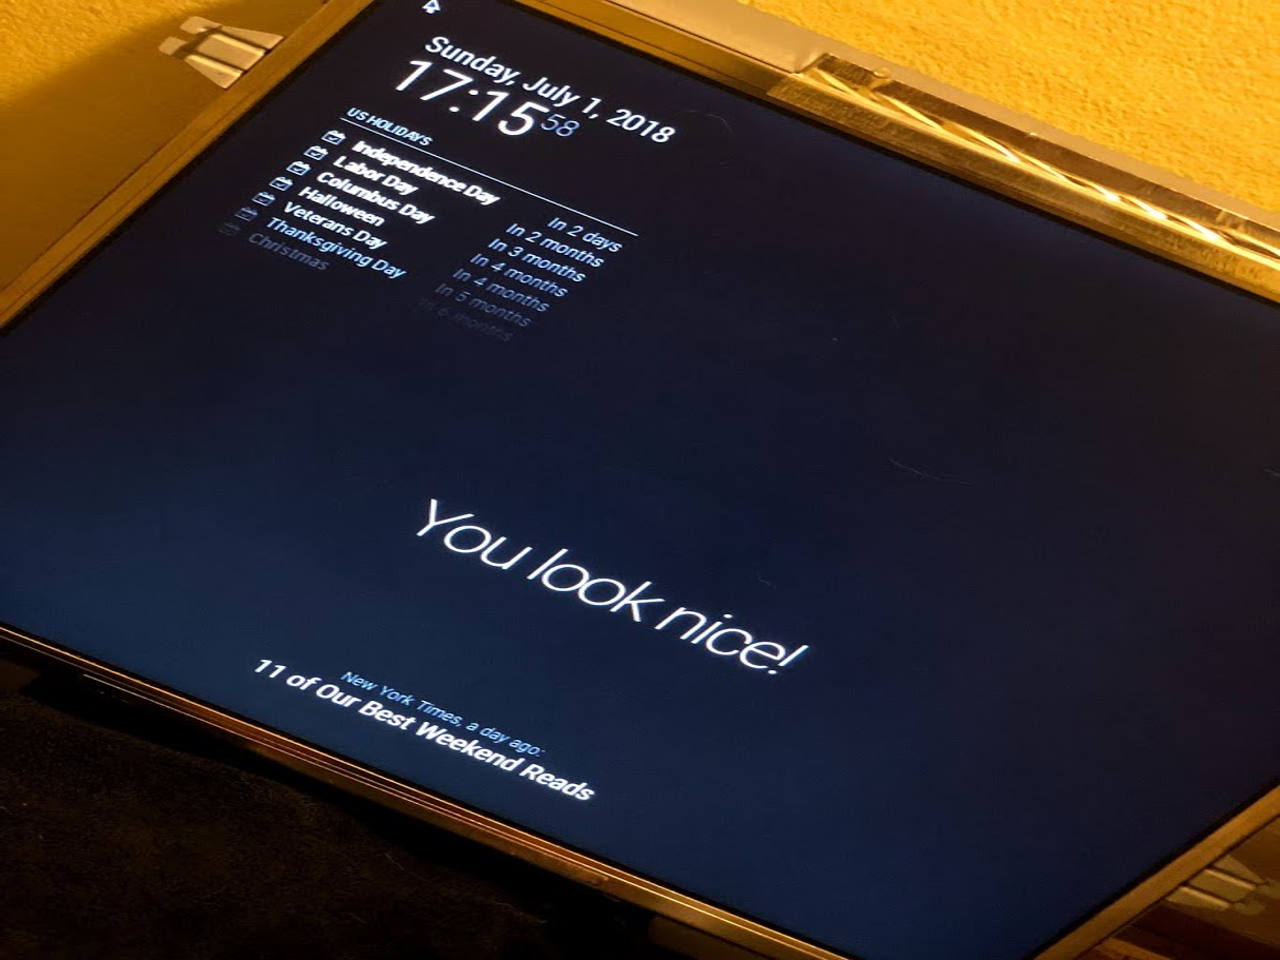 Sunday, July 1, 2018
17:15 58
US HOLIDAYS
Independence Day In 2 days
Labor Day In 2 months
Columbus Day In 3 months
Halloween In 4 months
Veterans Day In 4 months
Thanksgiving Day In 5 months
Christmas In 6 months
You look nice!
New York Times, a day ago:
11 of Our Best Weekend Reads